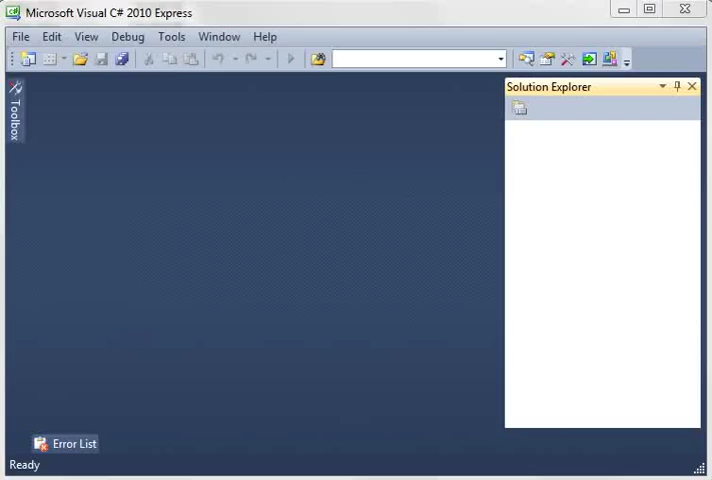 Microsoft Visual C# 2010 Express
File Edit View Debug Tools Window Help
Solution Explorer
Toolbox
Error List
Ready